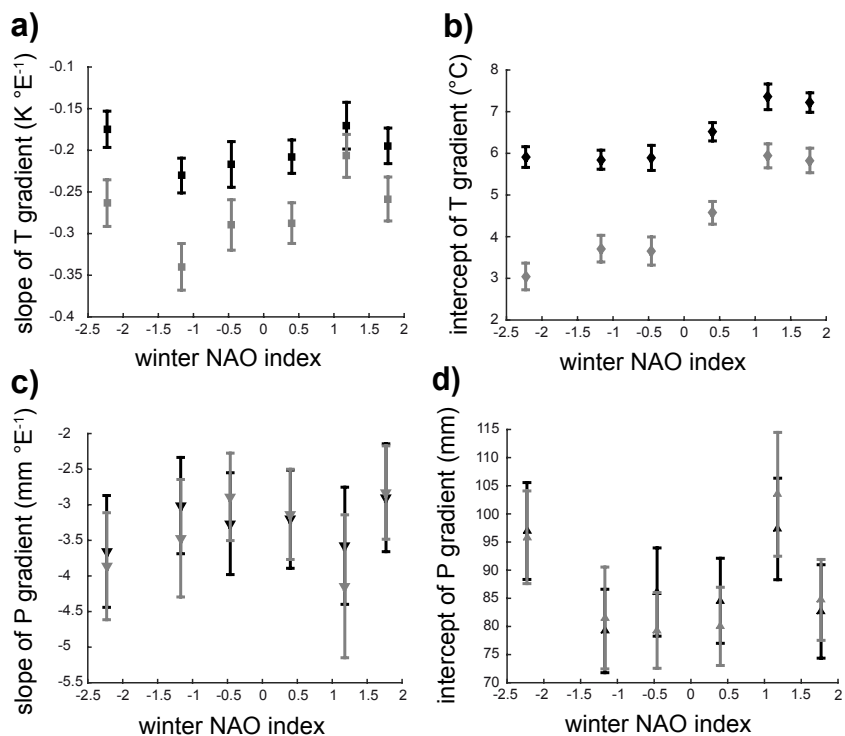 a)
slope of T gradient (K °E⁻¹)
-0.1
-0.15
-0.2
-0.25
-0.3
-0.35
-0.4
-2.5 -2 -1.5 -1 -0.5 0 0.5 1 1.5 2
winter NAO index
b)
intercept of T gradient (°C)
8
7
6
5
4
3
2
-2.5 -2 -1.5 -1 -0.5 0 0.5 1 1.5 2
winter NAO index
c)
slope of P gradient (mm °E⁻¹)
-2
-2.5
-3
-3.5
-4
-4.5
-5
-5.5
-2.5 -2 -1.5 -1 -0.5 0 0.5 1 1.5 2
winter NAO index
d)
intercept of P gradient (mm)
115
110
105
100
95
90
85
80
75
70
-2.5 -2 -1.5 -1 -0.5 0 0.5 1 1.5 2
winter NAO index